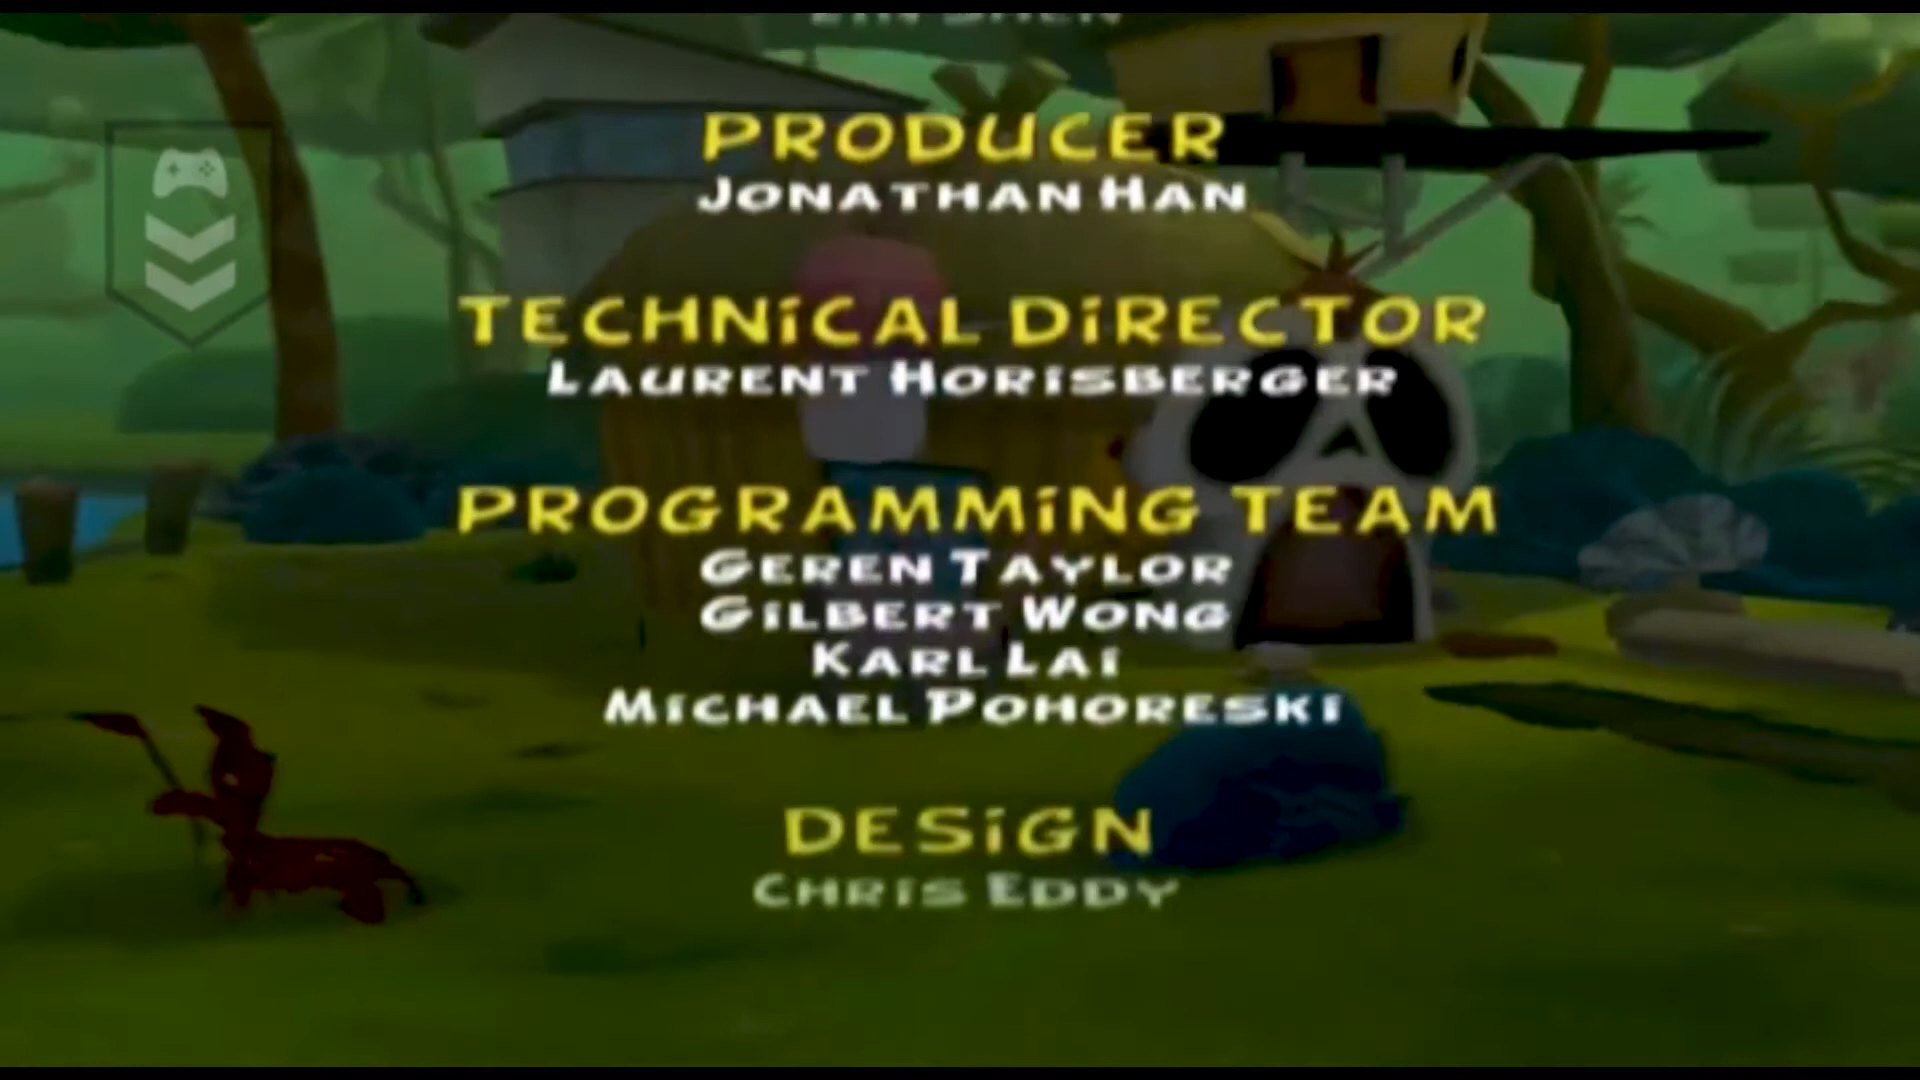 PRODUCER
JONATHAN HAN
TECHNiCAL DiRECTOR
LAURENT HORiSBERGER
PROGRAMMiNG TEAM
GEREN TAYLOR
GiLBERT WONG
KARL LAi
MiCHAEL POHORESKi
DESiGN
CHRiS EDDY